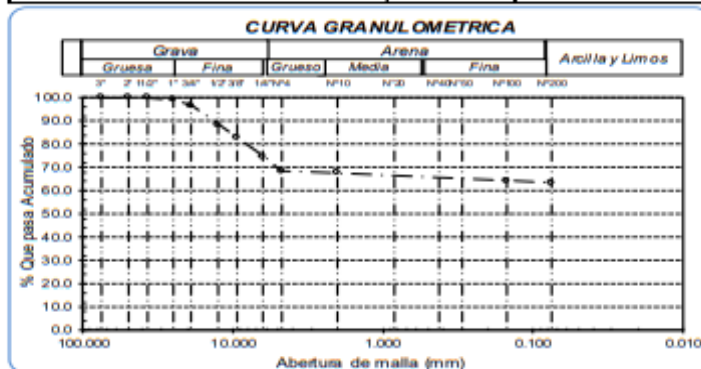 CURVA GRANULOMETRICA
Grava Arena Arcilla y Limos
Gruesa Fina Grueso Media Fina
3" 2" 11/2" 1" 3/4" 1/2" 3/8" 1/4" Nº4 Nº10 Nº20 Nº40 Nº50 Nº100 Nº200
% Que pasa Acumulado
100.0
90.0
80.0
70.0
60.0
50.0
40.0
30.0
20.0
10.0
0.0
100.000 10.000 1.000 0.100 0.010
Abertura de malla (mm)